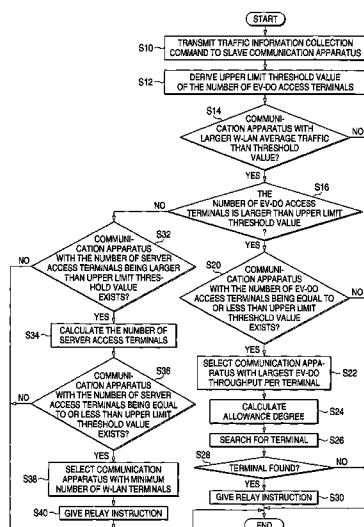 START
S10
TRANSMIT TRAFFIC INFORMATION COLLECTION
COMMAND TO SLAVE COMMUNICATION APPARATUS
S12
DERIVE UPPER LIMIT THRESHOLD VALUE
OF THE NUMBER OF EV-DO ACCESS TERMINALS
S14
COMMUNI-
CATION APPARATUS WITH
LARGER W-LAN AVERAGE TRAFFIC
THAN THRESHOLD
VALUE?
NO
YES
S16
THE
NUMBER OF EV-DO ACCESS
TERMINALS IS LARGER THAN UPPER LIMIT
THRESHOLD VALUE
?
NO
YES
S32
COMMUNI-
CATION APPARATUS
WITH THE NUMBER OF SERVER
ACCESS TERMINALS BEING LARGER
THAN UPPER LIMIT THRES-
HOLD VALUE
EXISTS?
NO
YES
S20
COMMUNI-
CATION APPARATUS
WITH THE NUMBER OF EV-DO
ACCESS TERMINALS BEING EQUAL TO
OR LESS THAN UPPER LIMIT
THRESHOLD VALUE
EXISTS?
NO
YES
S34
CALCULATE THE NUMBER OF
SERVER ACCESS TERMINALS
S22
SELECT COMMUNICATION APPA-
RATUS WITH LARGEST EV-DO
THROUGHPUT PER TERMINAL
S36
COMMUNI-
CATION APPARATUS
WITH THE NUMBER OF SERVER
ACCESS TERMINALS BEING EQUAL
TO OR LESS THAN UPPER LIMIT
THRESHOLD VALUE
EXISTS?
NO
YES
CALCULATE
ALLOWANCE DEGREE
S24
SEARCH FOR TERMINAL
S26
S28
TERMINAL FOUND?
NO
YES
S38
SELECT COMMUNICATION
APPARATUS WITH MINIMUM
NUMBER OF W-LAN TERMINALS
GIVE RELAY INSTRUCTION
S30
S40
GIVE RELAY INSTRUCTION
END